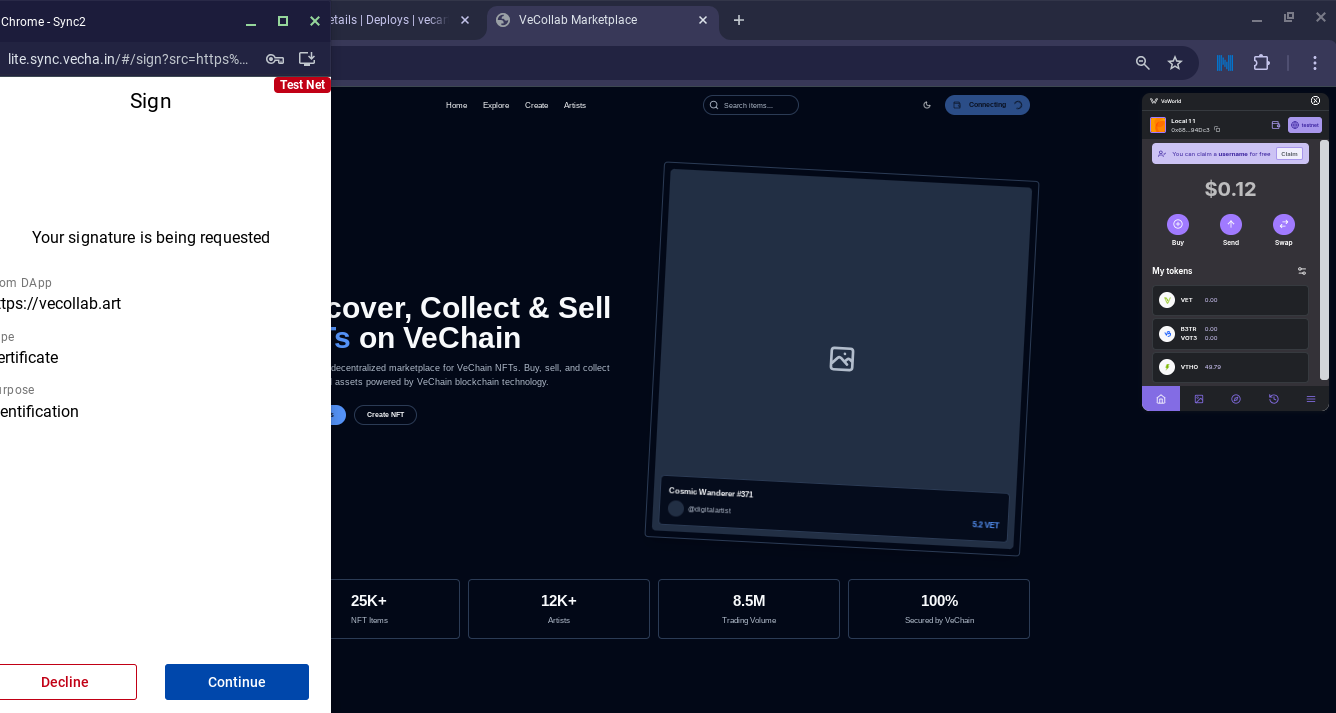 Chrome - Sync2
etails | Deploys | vecar
VeCollab Marketplace
lite.sync.vecha.in/#/sign?src=https%...
Test Net
Sign
Your signature is being requested
om DApp
tps://vecollab.art
pe
ertificate
urpose
entification
Decline
Continue
Home
Explore
Create
Artists
Search items...
Connecting
cover, Collect & Sell
Ts on VeChain
decentralized marketplace for VeChain NFTs. Buy, sell, and collect
l assets powered by VeChain blockchain technology.
s
Create NFT
Cosmic Wanderer #371
@digitalartist
5.2 VET
25K+
NFT Items
12K+
Artists
8.5M
Trading Volume
100%
Secured by VeChain
VeWorld
Local 11
0x68...94Dc3
testnet
You can claim a username for free
Claim
$0.12
Buy
Send
Swap
My tokens
VET 0.00
B3TR 0.00
VOT3 0.00
VTHO 49.79